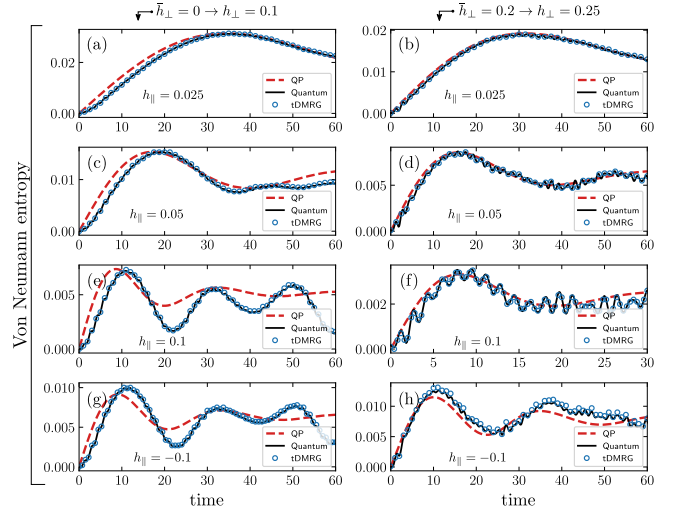 h̄⊥ = 0 → h⊥ = 0.1
h̄⊥ = 0.2 → h⊥ = 0.25
Von Neumann entropy
(a)
0.02
0.00
h∥ = 0.025
QP
Quantum
tDMRG
0 10 20 30 40 50 60
(b)
0.02
0.01
0.00
h∥ = 0.025
QP
Quantum
tDMRG
0 10 20 30 40 50 60
(c)
0.01
0.00
h∥ = 0.05
QP
Quantum
tDMRG
0 10 20 30 40 50 60
(d)
0.005
0.000
h∥ = 0.05
QP
Quantum
tDMRG
0 10 20 30 40 50 60
(e)
0.005
0.000
h∥ = 0.1
QP
Quantum
tDMRG
0 10 20 30 40 50 60
(f)
0.002
0.000
h∥ = 0.1
QP
Quantum
tDMRG
0 5 10 15 20 25 30
(g)
0.010
0.005
0.000
h∥ = −0.1
QP
Quantum
tDMRG
0 10 20 30 40 50 60
time
(h)
0.010
0.005
0.000
h∥ = −0.1
QP
Quantum
tDMRG
0 10 20 30 40 50 60
time